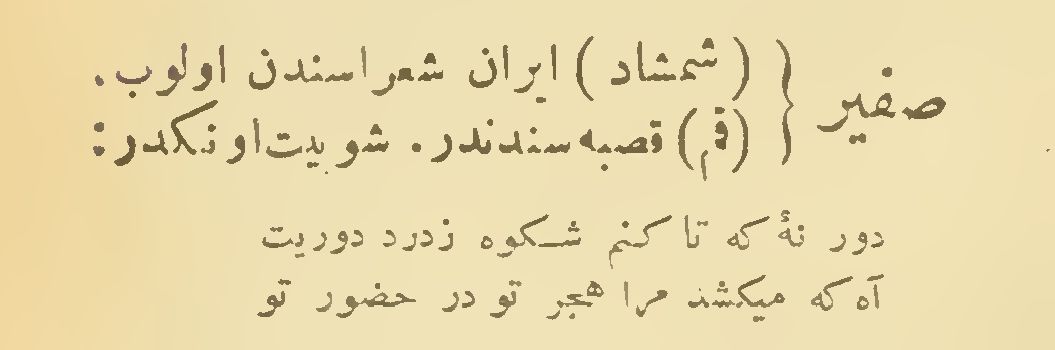 صفیر { (شمشاد) ایران شعراسندن اولوب.
(قم) قصبه سندندر. شو بیت اونکدر:
دور نهٔ که تا کنم شکوه زدرد دوریت
آه که میکشد مرا هجر تو در حضور تو